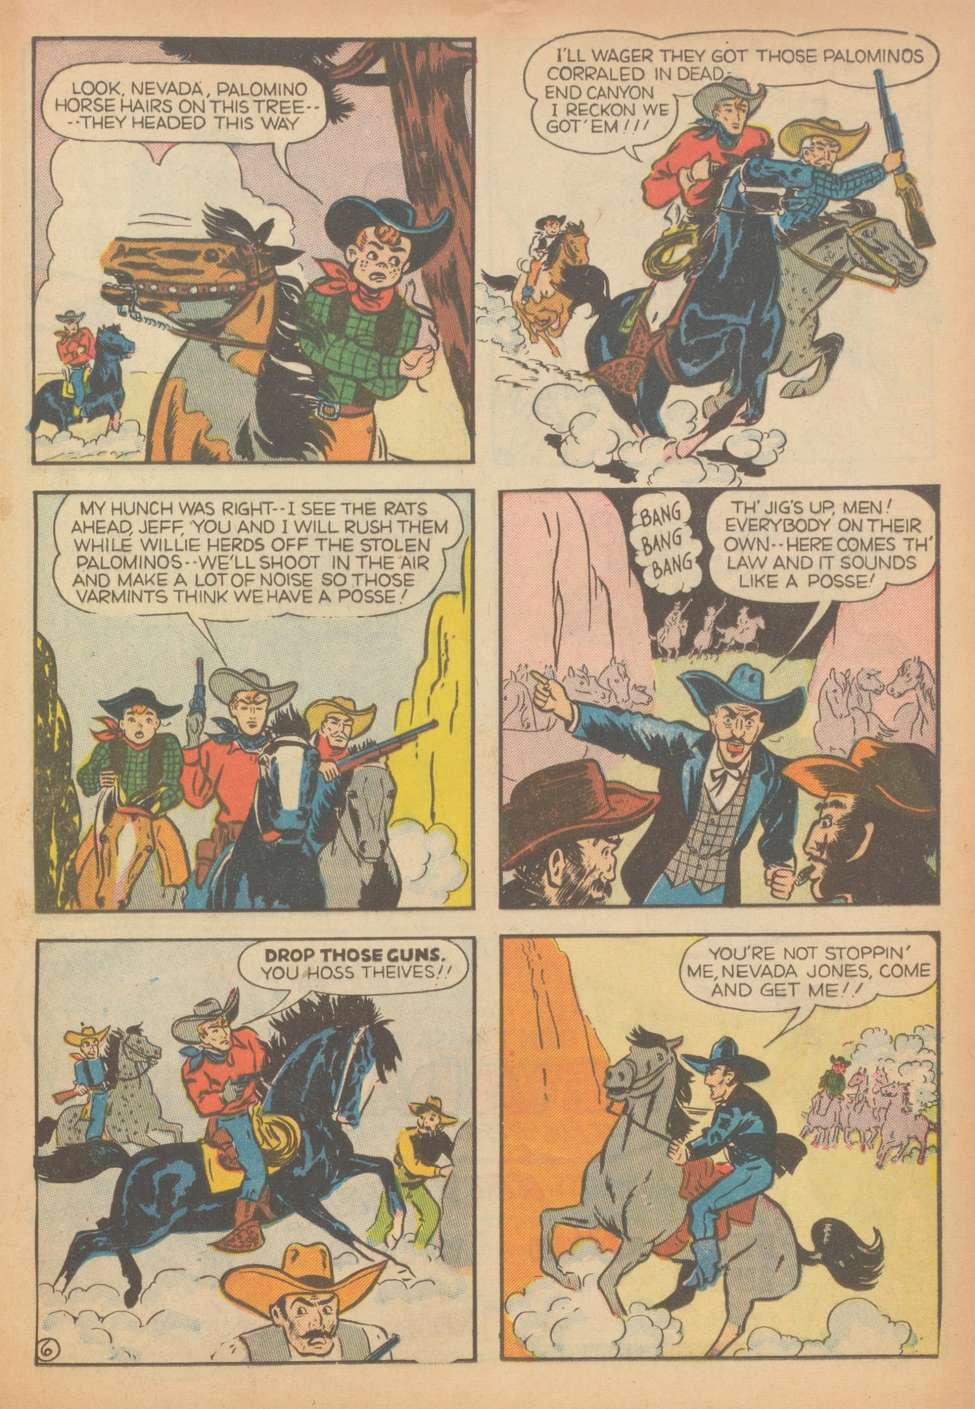 LOOK, NEVADA, PALOMINO
HORSE HAIRS ON THIS TREE--
--THEY HEADED THIS WAY
I'LL WAGER THEY GOT THOSE PALOMINOS
CORRALED IN DEAD-
END CANYON
I RECKON WE
GOT 'EM!!!
MY HUNCH WAS RIGHT--I SEE THE RATS
AHEAD, JEFF, YOU AND I WILL RUSH THEM
WHILE WILLIE HERDS OFF THE STOLEN
PALOMINOS--WE'LL SHOOT IN THE AIR
AND MAKE A LOT OF NOISE SO THOSE
VARMINTS THINK WE HAVE A POSSE!
BANG
BANG
BANG
TH' JIG'S UP, MEN!
EVERYBODY ON THEIR
OWN--HERE COMES TH'
LAW AND IT SOUNDS
LIKE A POSSE!
DROP THOSE GUNS.
YOU HOSS THEIVES!!
YOU'RE NOT STOPPIN'
ME, NEVADA JONES, COME
AND GET ME!!
6